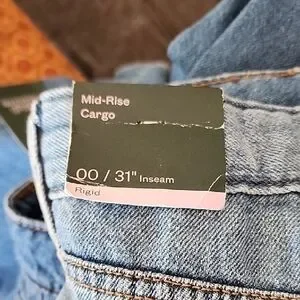 Mid-Rise
Cargo
00 / 31" Inseam
Rigid